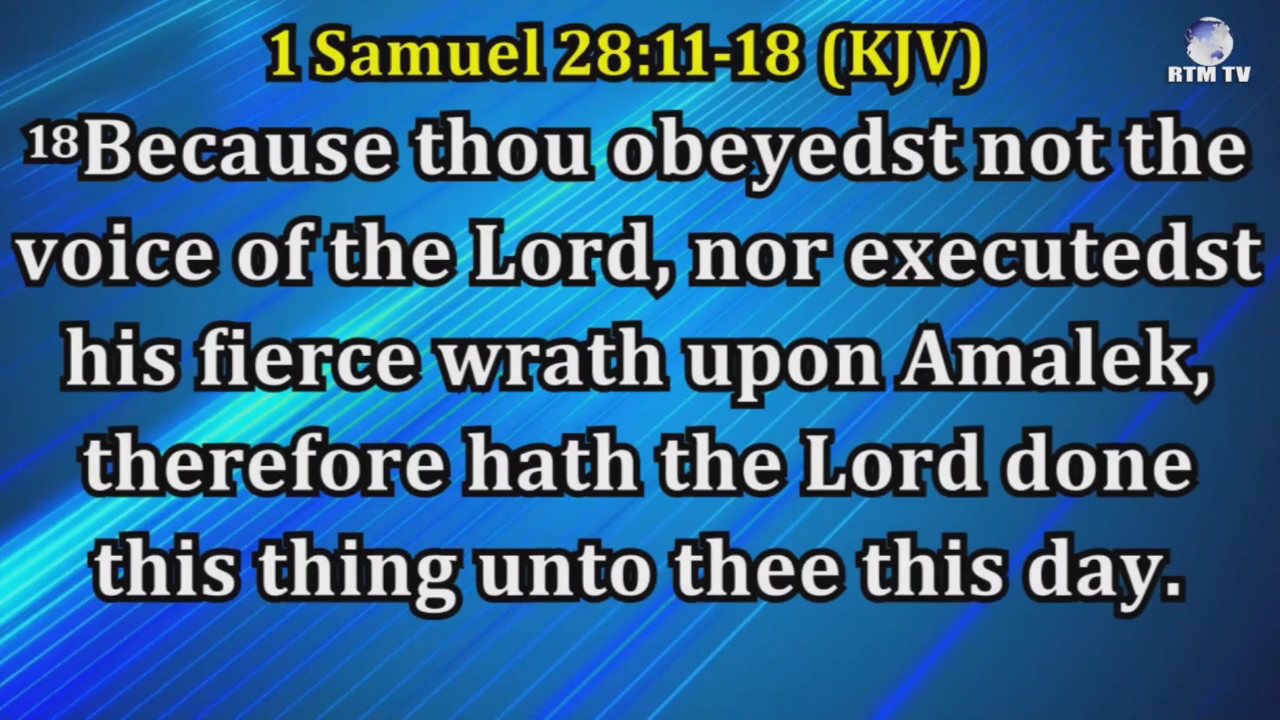 1 Samuel 28:11-18 (KJV)
RTM TV
18Because thou obeyedst not the
voice of the Lord, nor executedst
his fierce wrath upon Amalek,
therefore hath the Lord done
this thing unto thee this day.